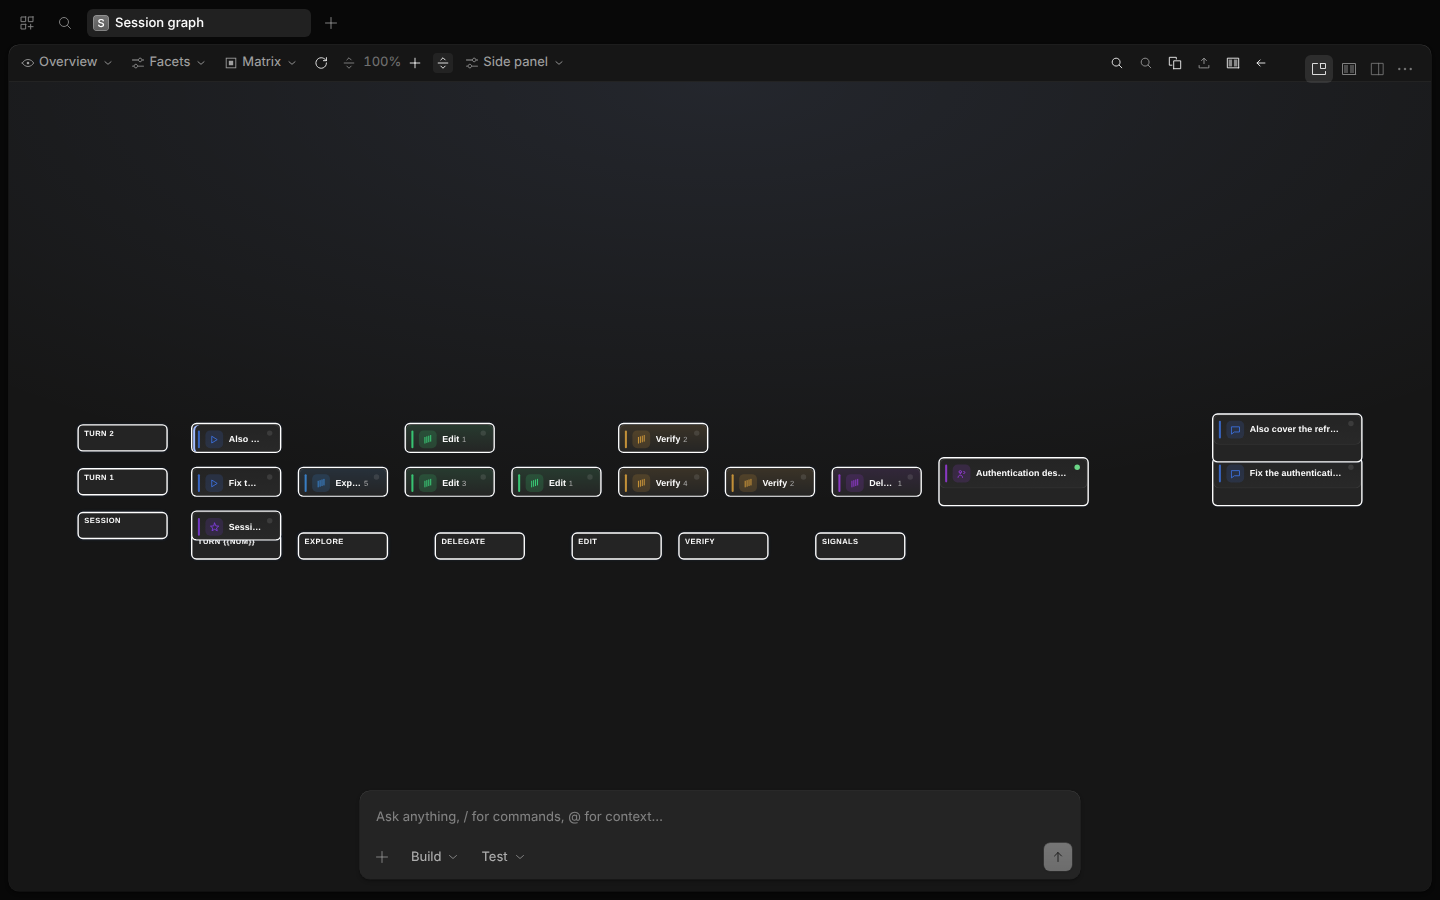 S Session graph
Overview Facets Matrix 100% Side panel
TURN 2 Also ... Edit 1 Verify 2 Also cover the refr...
TURN 1 Fix t... Exp... 5 Edit 3 Edit 1 Verify 4 Verify 2 Del... 1 Authentication des... Fix the authenticati...
SESSION Sessi...
TURN {{NUM}} EXPLORE DELEGATE EDIT VERIFY SIGNALS
Ask anything, / for commands, @ for context...
Build Test